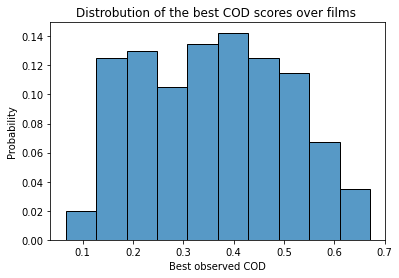 Distrobution of the best COD scores over films
0.14
0.12
0.10
0.08
0.06
0.04
0.02
0.00
Probability
0.1 0.2 0.3 0.4 0.5 0.6 0.7
Best observed COD